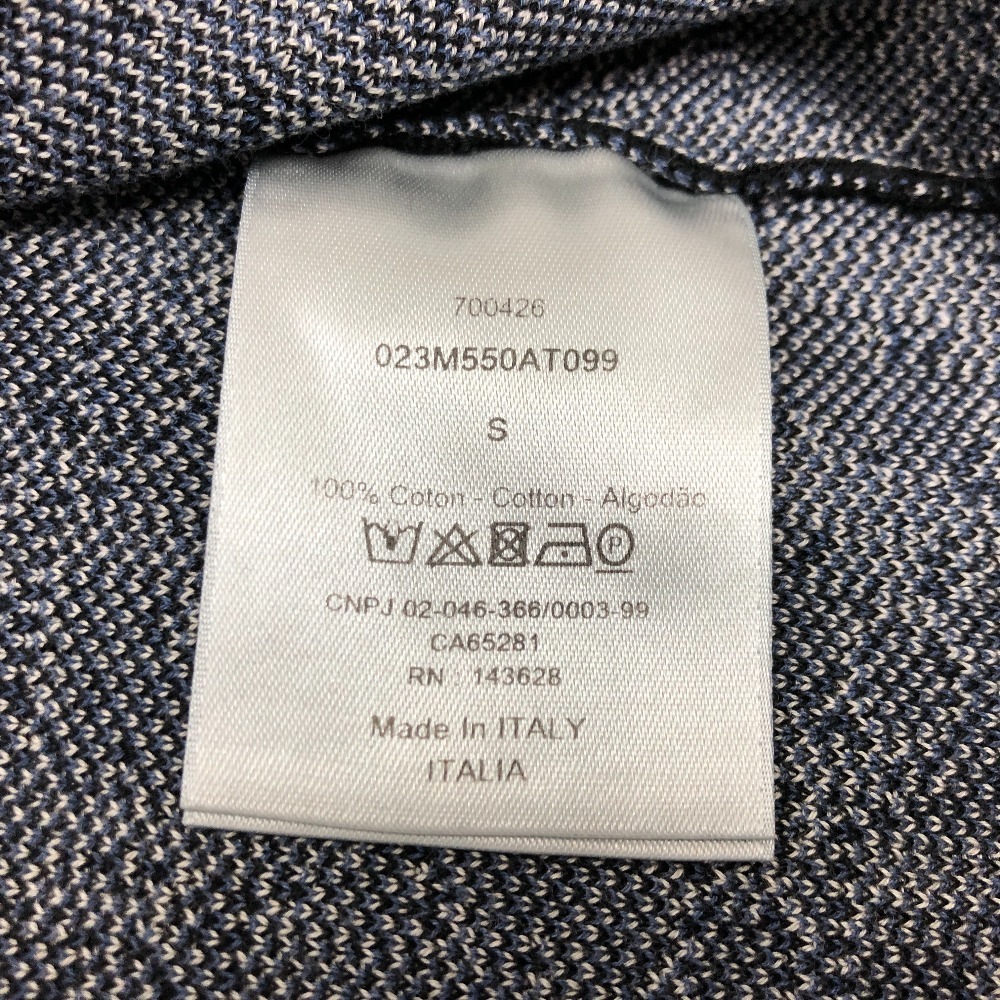 700426
023M550AT099
S
100% Coton - Cotton - Algodão
P
CNPJ 02-046-366/0003-99
CA65281
RN : 143628
Made In ITALY
ITALIA